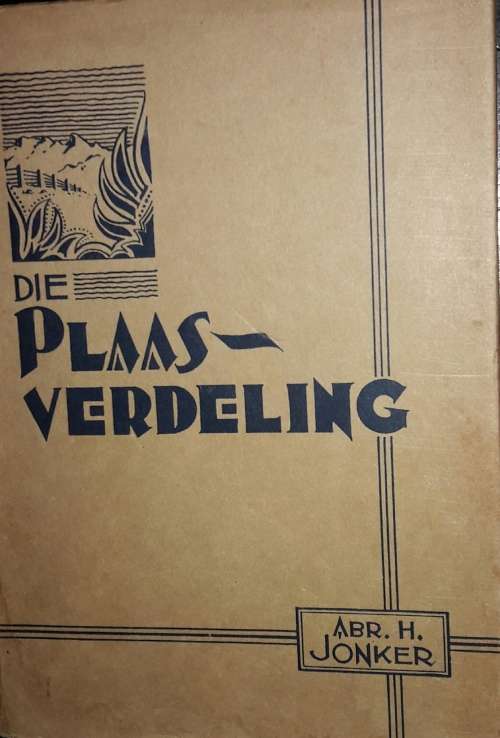 DIE
PLAAS-
VERDELING
ABR. H.
JONKER